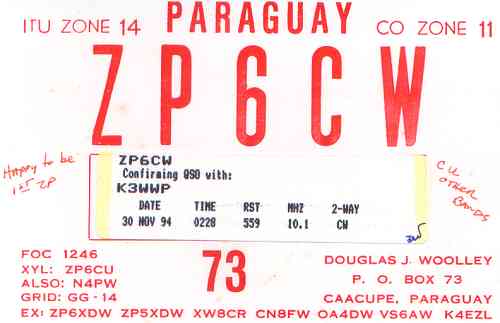 ITU ZONE 14 PARAGUAY CO ZONE 11
ZP6CW
Happy to be
1st ZP
ZP6CW
Confirming QSO with:
K3WWP
DATE TIME RST MHZ 2-WAY
30 NOV 94 0228 559 10.1 CW
CU
OTHER
BANDS
FOC 1246
XYL: ZP6CU
ALSO: N4PW
GRID: GG-14
73
DOUGLAS J. WOOLLEY
P. O. BOX 73
CAACUPE, PARAGUAY
EX: ZP6XDW ZP5XDW XW8CR CN8FW OA4DW VS6AW K4EZL